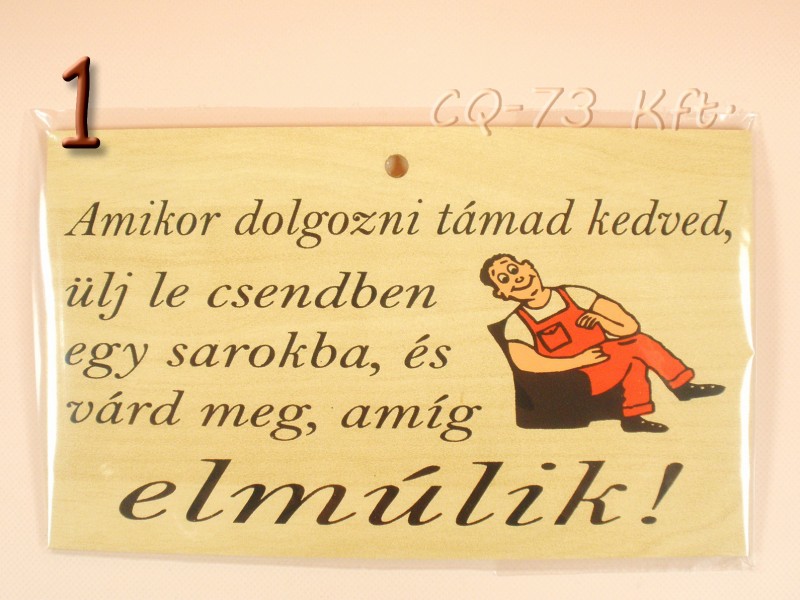 1
CQ-73 Kft.
Amikor dolgozni támad kedved,
ülj le csendben
egy sarokba, és
várd meg, amíg
elmúlik!